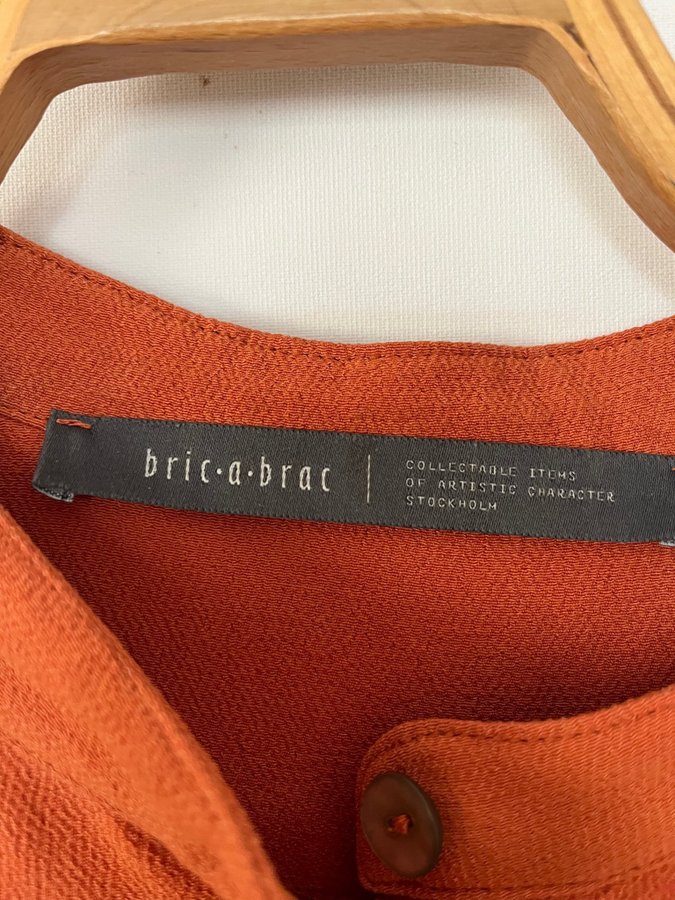 bric·a·brac
COLLECTABLE ITEMS
OF ARTISTIC CHARACTER
STOCKHOLM